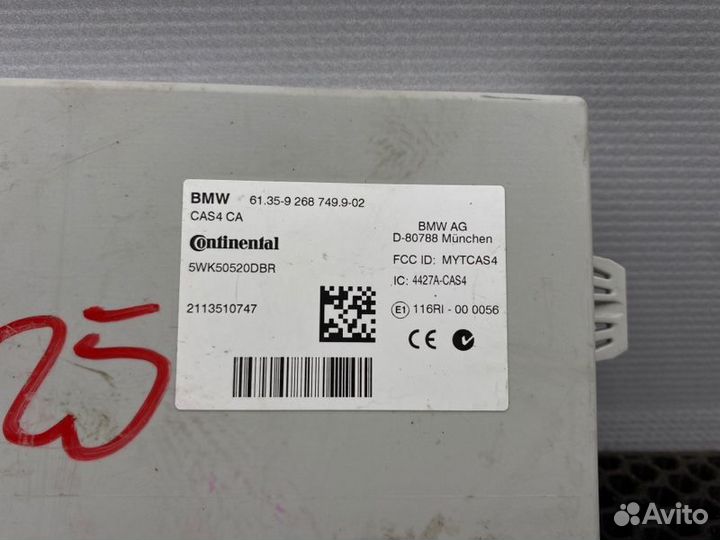 BMW 61.35-9 268 749.9-02
CAS4 CA
Continental
5WK50520DBR
2113510747
BMW AG
D-80788 München
FCC ID: MYTCAS4
IC: 4427A-CAS4
E1 116RI - 00 0056
CE
25
Avito